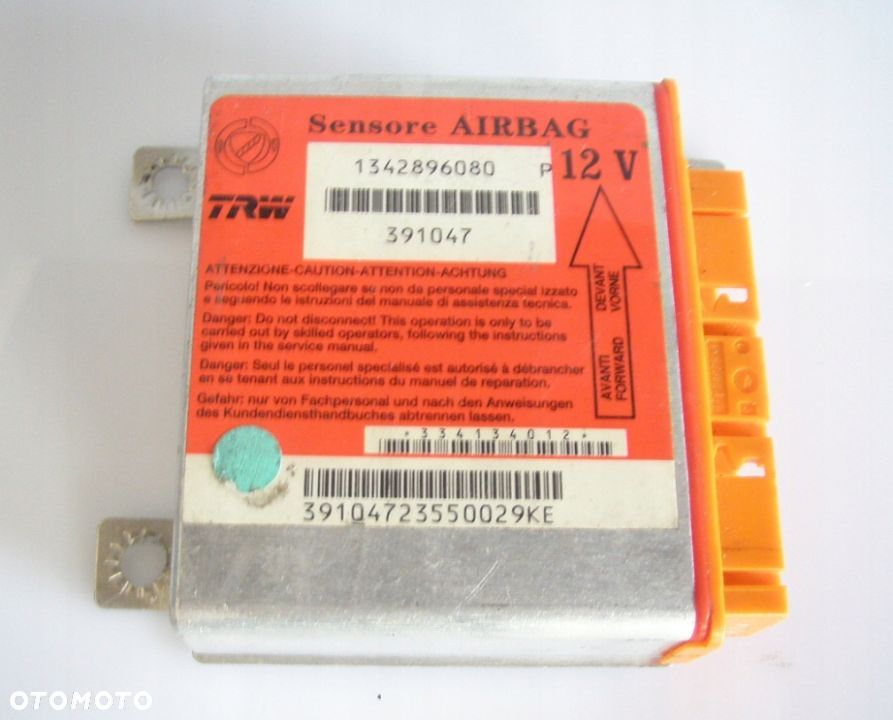 Sensore AIRBAG
1342896080 P 12 V
TRW
391047
ATTENZIONE-CAUTION-ATTENTION-ACHTUNG
Pericolo! Non scollegare su non da personale special izzato
e seguendo le istruzioni del manuale di assistenza tecnica.
Danger: Do not disconnect! This operation is only to be
carried out by skilled operators, following the instructions
given in the service manual.
Danger: Seul le personel specialisé est autorisé à débrancher
en se tenant aux instructions du manuel de reparation.
Gefahr: nur von Fachpersonal und nach den Anweisungen
des Kundendiensthandbuches abtrennen lassen.
AVANTI DEVANT
FORWARD VORNE
*334134012*
39104723550029KE
OTOMOTO